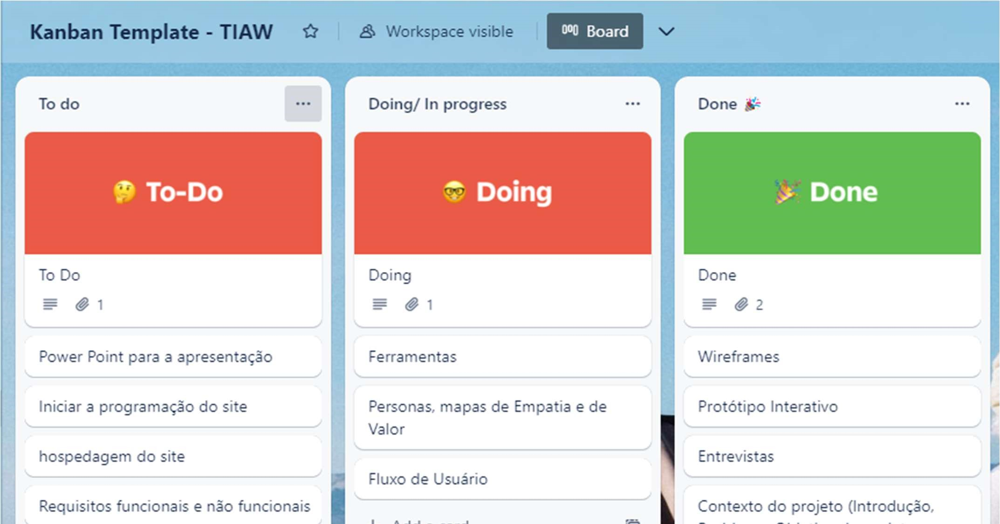 Kanban Template - TIAW
Workspace visible
Board
To do
To-Do
To Do
1
Power Point para a apresentação
Iniciar a programação do site
hospedagem do site
Requisitos funcionais e não funcionais
Doing/ In progress
Doing
Doing
1
Ferramentas
Personas, mapas de Empatia e de
Valor
Fluxo de Usuário
Add a card
Done 🎉
Done
Done
2
Wireframes
Protótipo Interativo
Entrevistas
Contexto do projeto (Introdução,